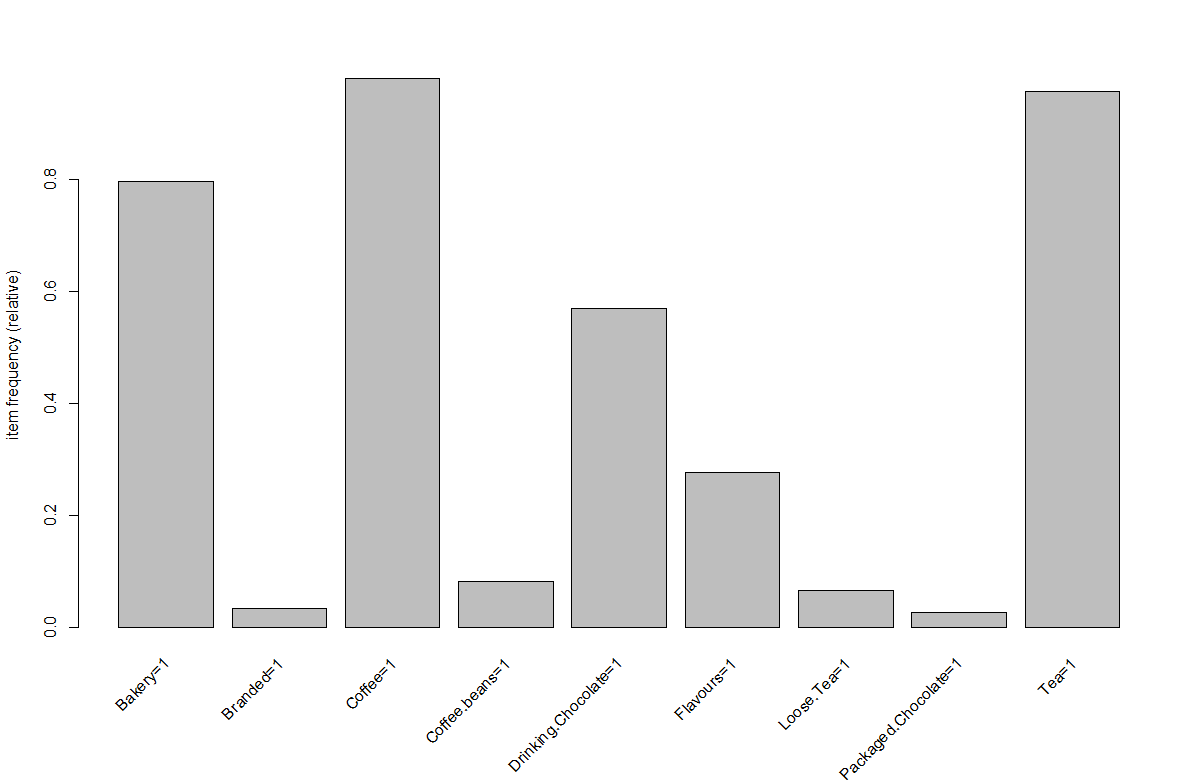 item frequency (relative)
0.8
0.6
0.4
0.2
0.0
Bakery=1
Branded=1
Coffee=1
Coffee.beans=1
Drinking.Chocolate=1
Flavours=1
Loose.Tea=1
Packaged.Chocolate=1
Tea=1